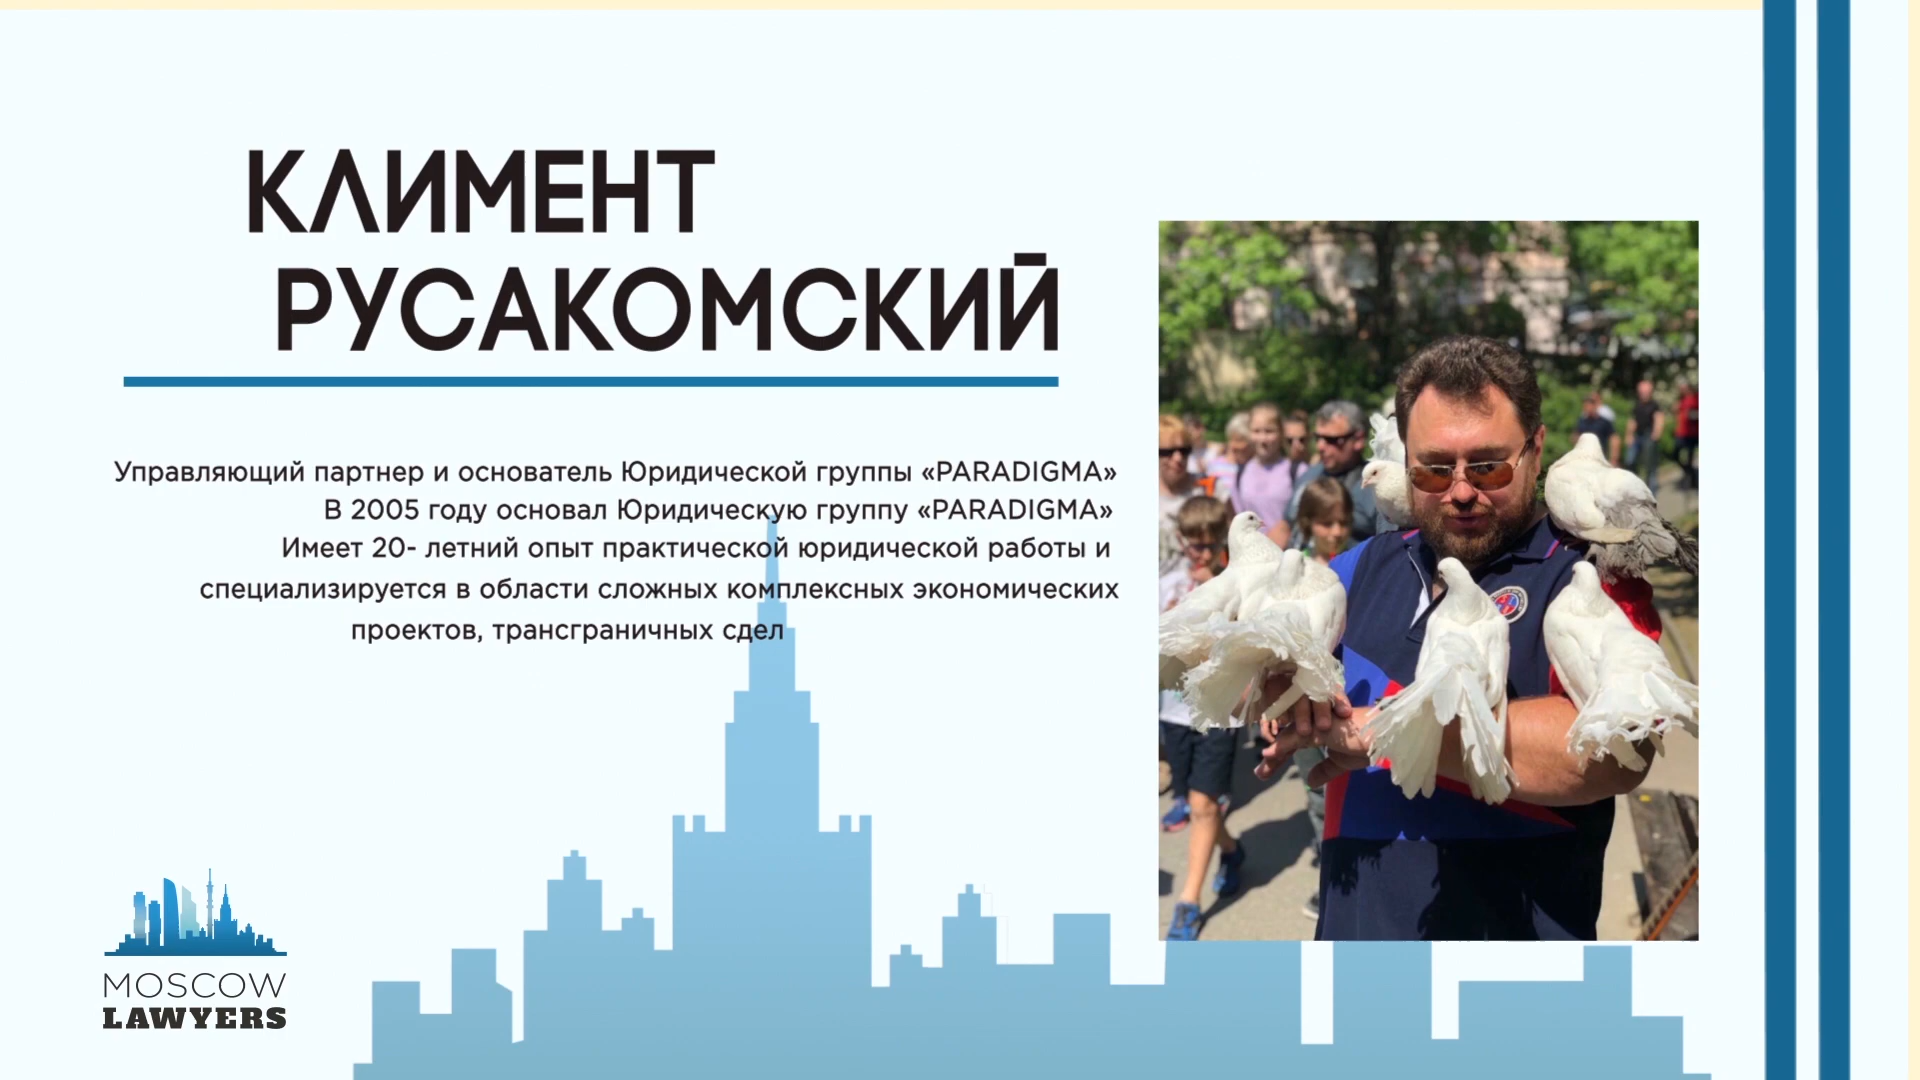 КЛИМЕНТ
РУСАКОМСКИЙ
Управляющий партнер и основатель Юридической группы «PARADIGMA»
В 2005 году основал Юридическую группу «PARADIGMA»
Имеет 20- летний опыт практической юридической работы и
специализируется в области сложных комплексных экономических
проектов, трансграничных сдел
MOSCOW
LAWYERS